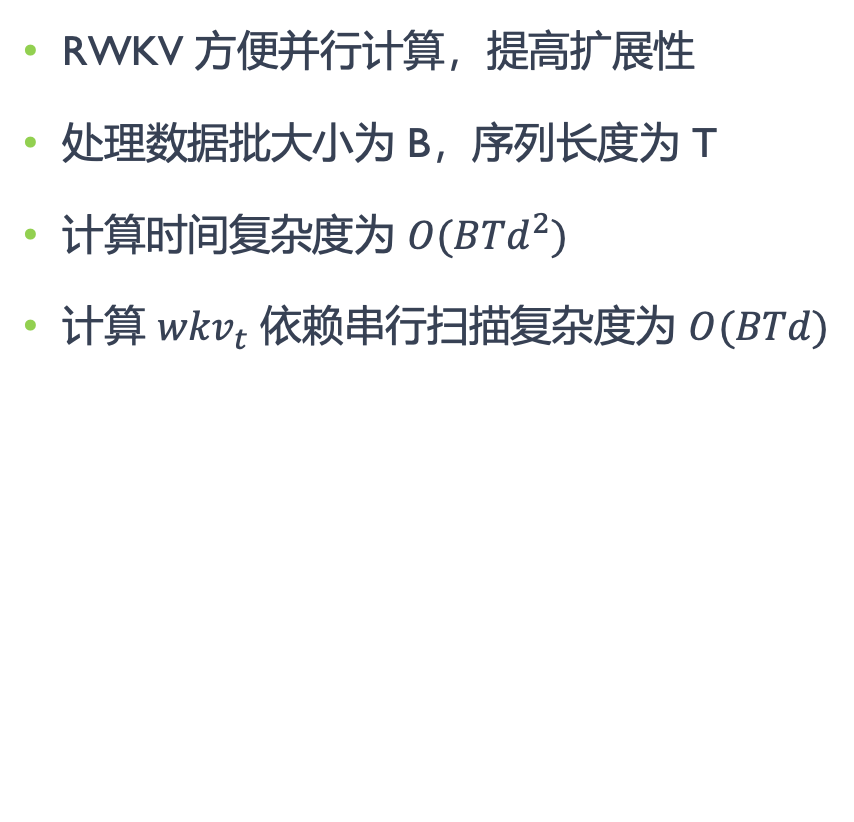 • RWKV 方便并行计算，提高扩展性
• 处理数据批大小为 B，序列长度为 T
• 计算时间复杂度为 $O(BTd^2)$
• 计算 $wkv_t$ 依赖串行扫描复杂度为 $O(BTd)$